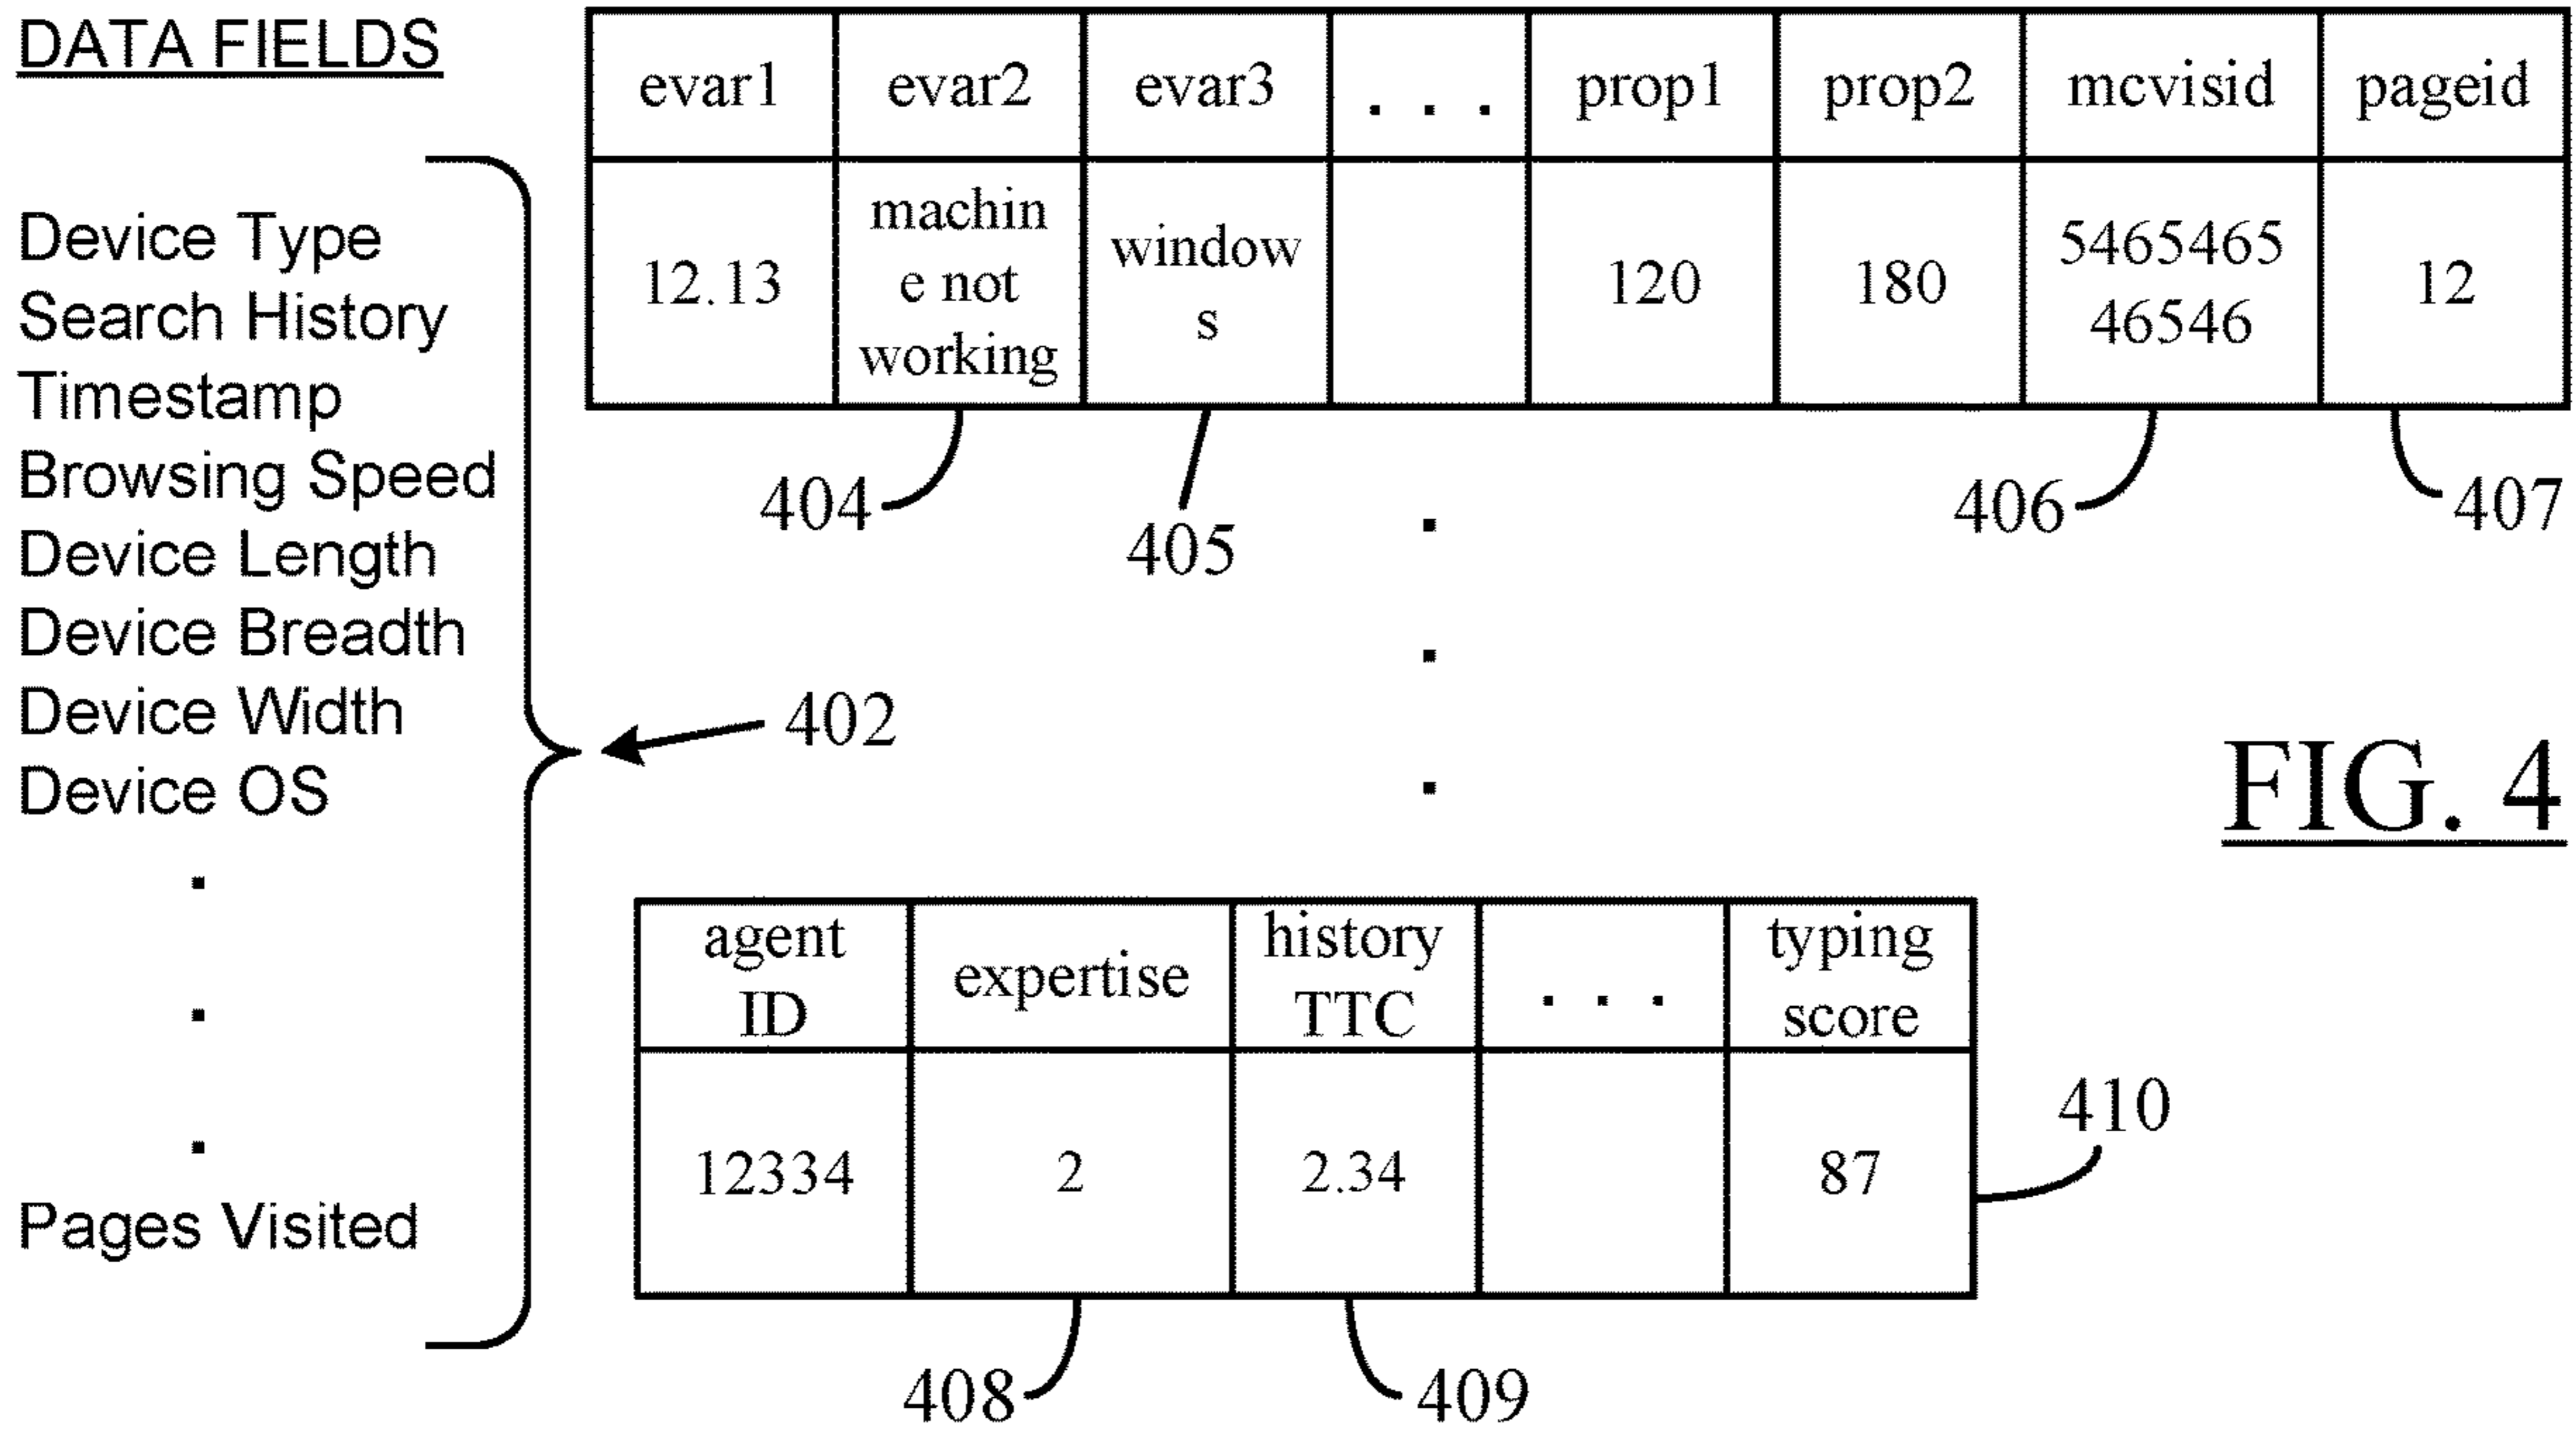 DATA FIELDS
Device Type
Search History
Timestamp
Browsing Speed
Device Length
Device Breadth
Device Width
Device OS
.
.
.
Pages Visited
402
evar1 evar2 evar3 . . . prop1 prop2 mcvisid pageid
12.13
machin
e not
working
window
s
120
180
5465465
46546
12
404
405
406
407
.
.
.
FIG. 4
agent
ID
expertise
history
TTC
. . .
typing
score
12334 2 2.34 87
408
409
410